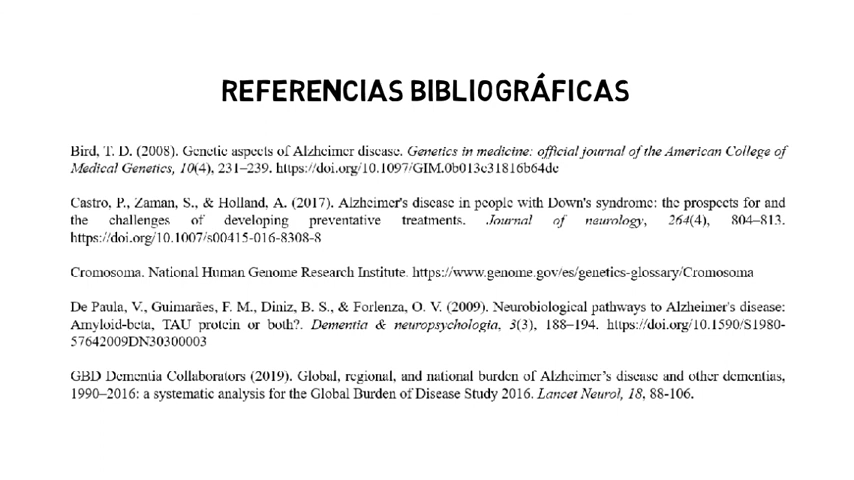 REFERENCIAS BIBLIOGRÁFICAS
Bird, T. D. (2008). Genetic aspects of Alzheimer disease. Genetics in medicine: official journal of the American College of
Medical Genetics, 10(4), 231–239. https://doi.org/10.1097/GIM.0b013e31816b64dc
Castro, P., Zaman, S., & Holland, A. (2017). Alzheimer's disease in people with Down's syndrome: the prospects for and
the challenges of developing preventative treatments. Journal of neurology, 264(4), 804–813.
https://doi.org/10.1007/s00415-016-8308-8
Cromosoma. National Human Genome Research Institute. https://www.genome.gov/es/genetics-glossary/Cromosoma
De Paula, V., Guimarães, F. M., Diniz, B. S., & Forlenza, O. V. (2009). Neurobiological pathways to Alzheimer's disease:
Amyloid-beta, TAU protein or both?. Dementia & neuropsychologia, 3(3), 188–194. https://doi.org/10.1590/S1980-
57642009DN30300003
GBD Dementia Collaborators (2019). Global, regional, and national burden of Alzheimer’s disease and other dementias,
1990–2016: a systematic analysis for the Global Burden of Disease Study 2016. Lancet Neurol, 18, 88-106.